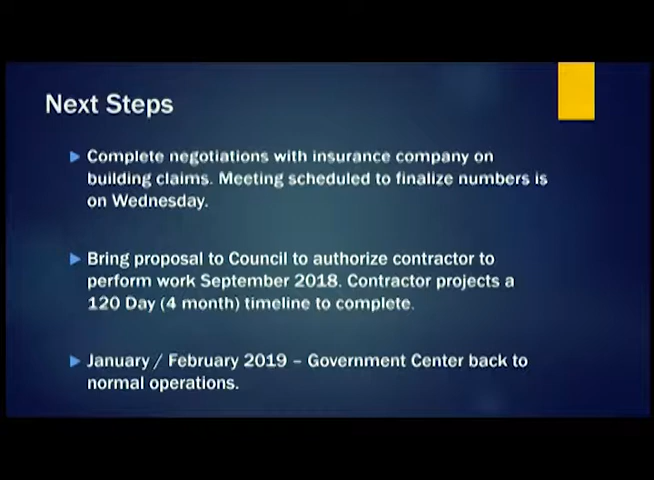 Next Steps
Complete negotiations with insurance company on
building claims. Meeting scheduled to finalize numbers is
on Wednesday.
Bring proposal to Council to authorize contractor to
perform work September 2018. Contractor projects a
120 Day (4 month) timeline to complete.
January / February 2019 – Government Center back to
normal operations.